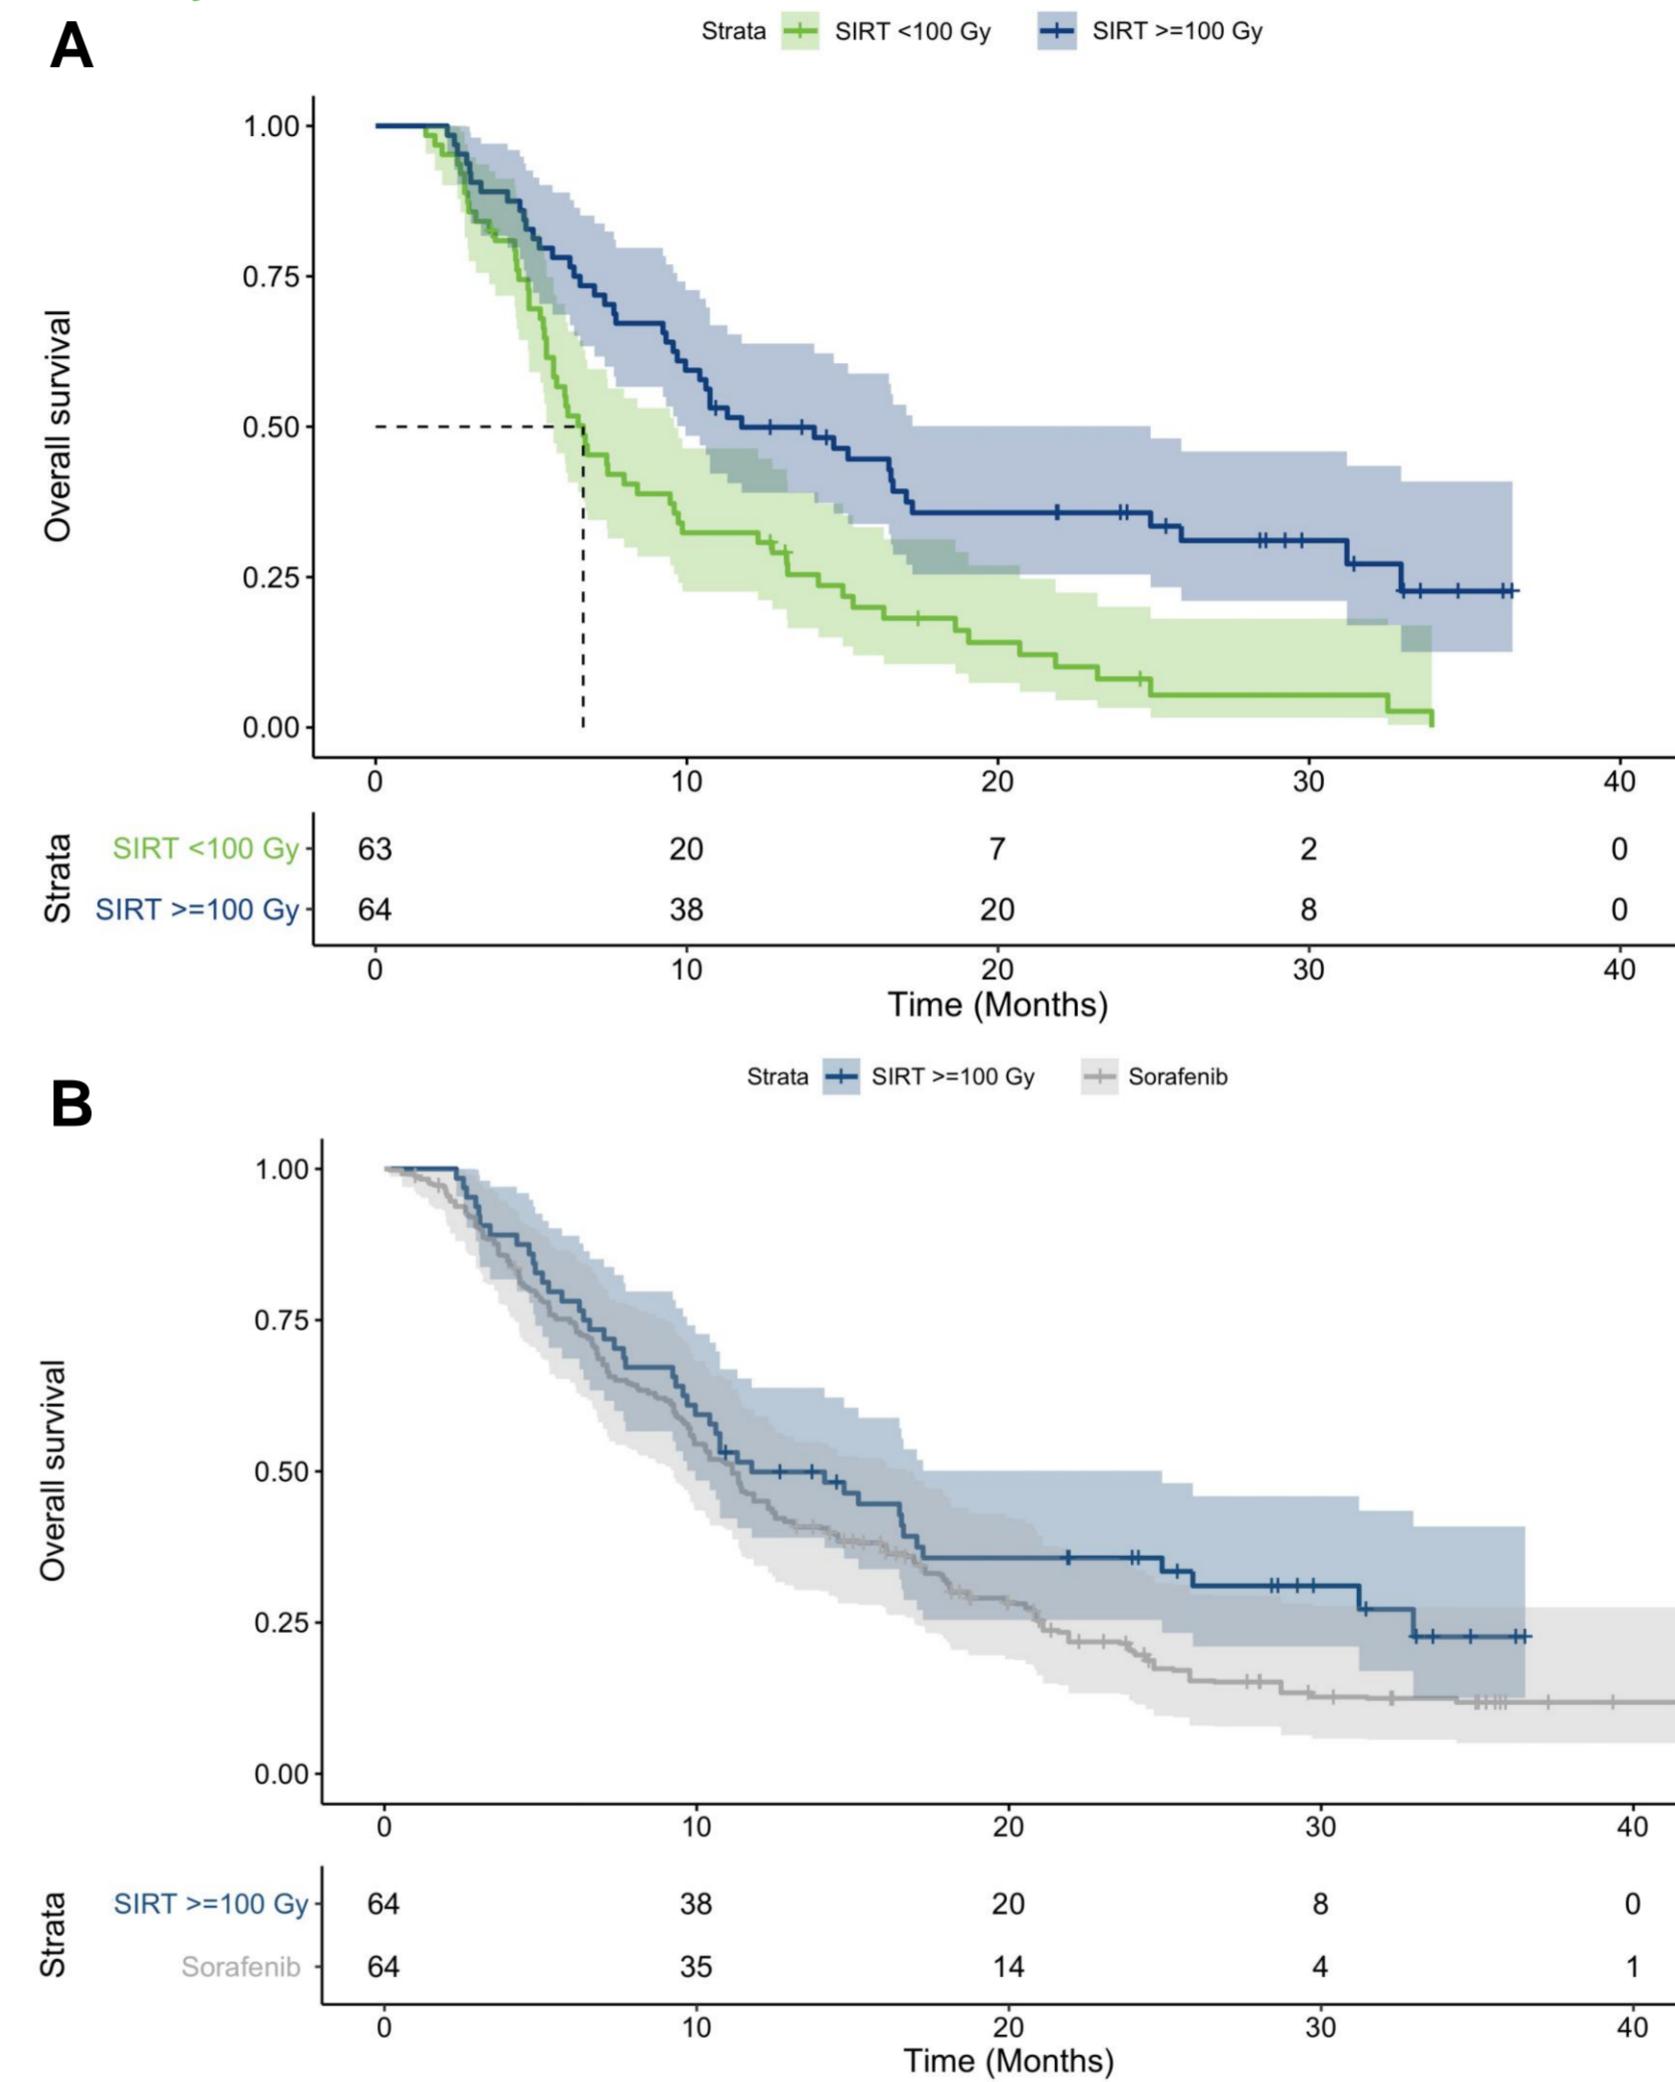 A
Strata SIRT <100 Gy SIRT >=100 Gy
Overall survival
1.00
0.75
0.50
0.25
0.00
0 10 20 30 40
Strata
SIRT <100 Gy 63 20 7 2 0
SIRT >=100 Gy 64 38 20 8 0
0 10 20 30 40
Time (Months)
B
Strata SIRT >=100 Gy Sorafenib
Overall survival
1.00
0.75
0.50
0.25
0.00
0 10 20 30 40
Strata
SIRT >=100 Gy 64 38 20 8 0
Sorafenib 64 35 14 4 1
0 10 20 30 40
Time (Months)